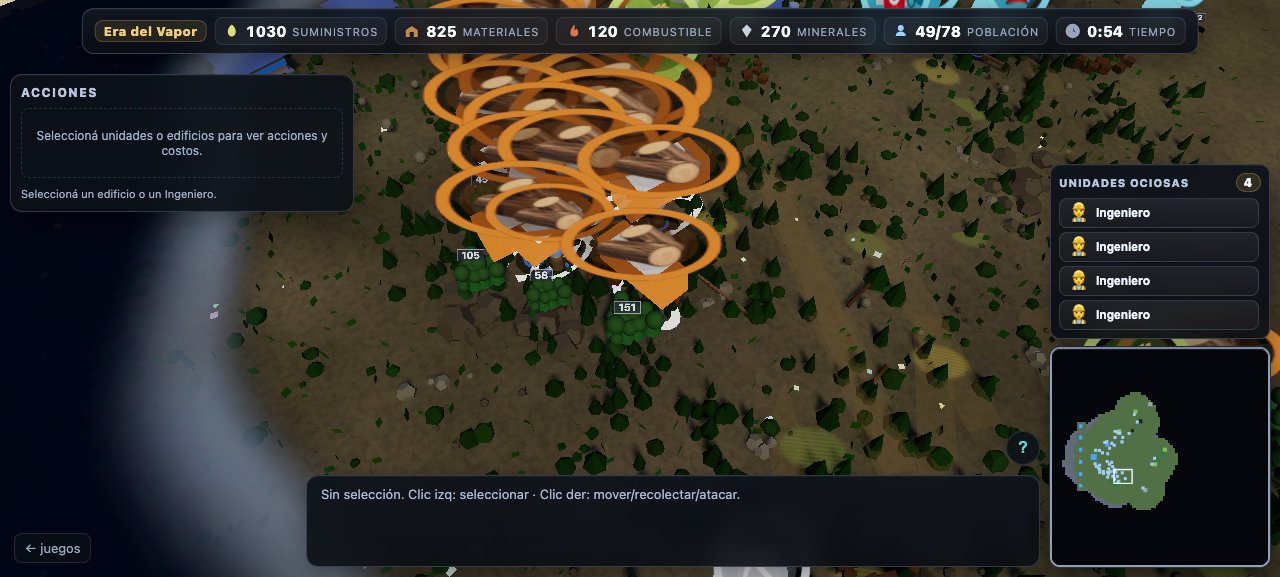 Era del Vapor
1030 SUMINISTROS
825 MATERIALES
120 COMBUSTIBLE
270 MINERALES
49/78 POBLACIÓN
0:54 TIEMPO
ACCIONES
Seleccioná unidades o edificios para ver acciones y
costos.
Seleccioná un edificio o un Ingeniero.
UNIDADES OCIOSAS 4
Ingeniero
Ingeniero
Ingeniero
Ingeniero
105
58
151
?
Sin selección. Clic izq: seleccionar · Clic der: mover/recolectar/atacar.
← juegos